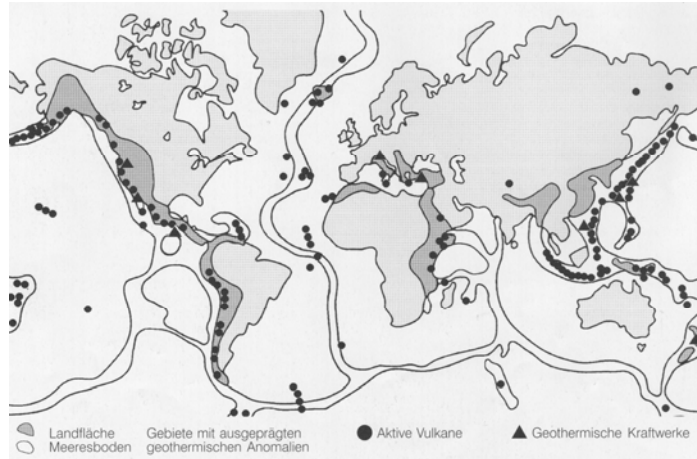 Landfläche Gebiete mit ausgeprägten Aktive Vulkane Geothermische Kraftwerke
Meeresboden geothermischen Anomalien